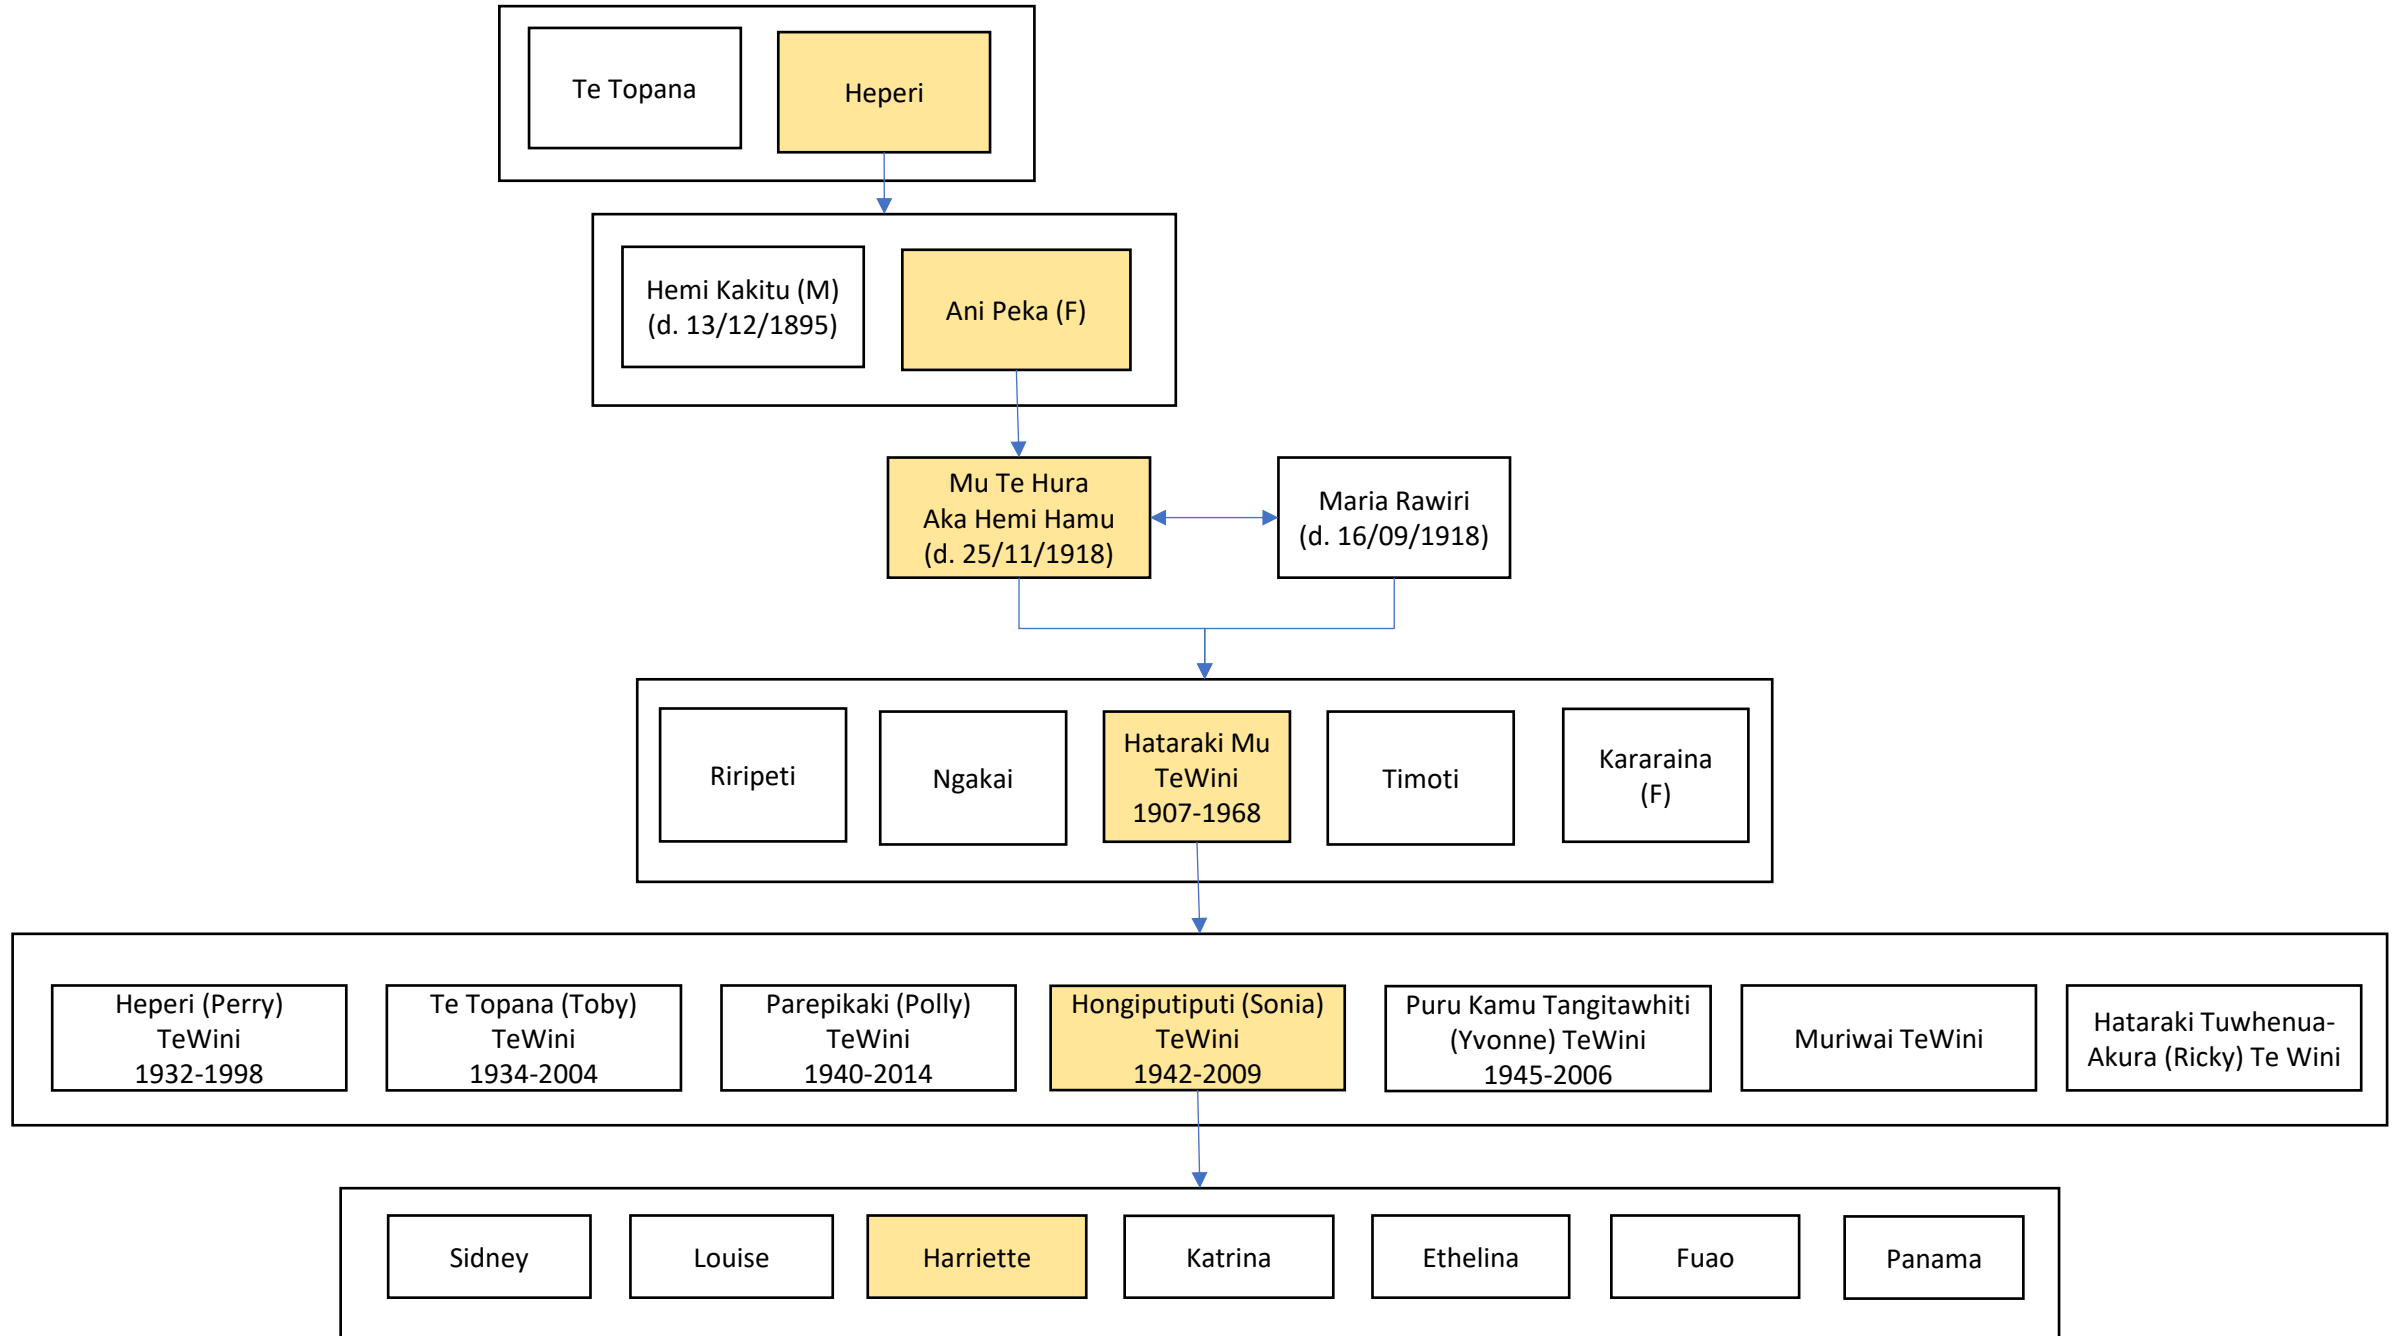 Te Topana
Heperi
Hemi Kakitu (M)
(d. 13/12/1895)
Ani Peka (F)
Mu Te Hura
Aka Hemi Hamu
(d. 25/11/1918)
Maria Rawiri
(d. 16/09/1918)
Riripeti
Ngakai
Hataraki Mu
TeWini
1907-1968
Timoti
Kararaina
(F)
Heperi (Perry)
TeWini
1932-1998
Te Topana (Toby)
TeWini
1934-2004
Parepikaki (Polly)
TeWini
1940-2014
Hongiputiputi (Sonia)
TeWini
1942-2009
Puru Kamu Tangitawhiti
(Yvonne) TeWini
1945-2006
Muriwai TeWini
Hataraki Tuwhenua-
Akura (Ricky) Te Wini
Sidney
Louise
Harriette
Katrina
Ethelina
Fuao
Panama